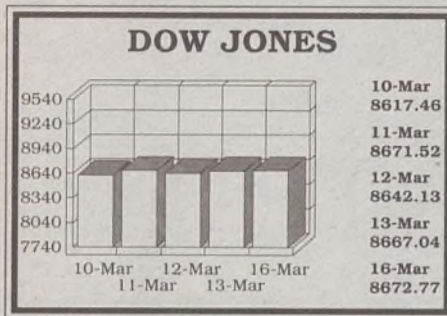 DOW JONES
9540
9240
8940
8640
8340
8040
7740
10-Mar 12-Mar 16-Mar
11-Mar 13-Mar
10-Mar
8617.46
11-Mar
8671.52
12-Mar
8642.13
13-Mar
8667.04
16-Mar
8672.77